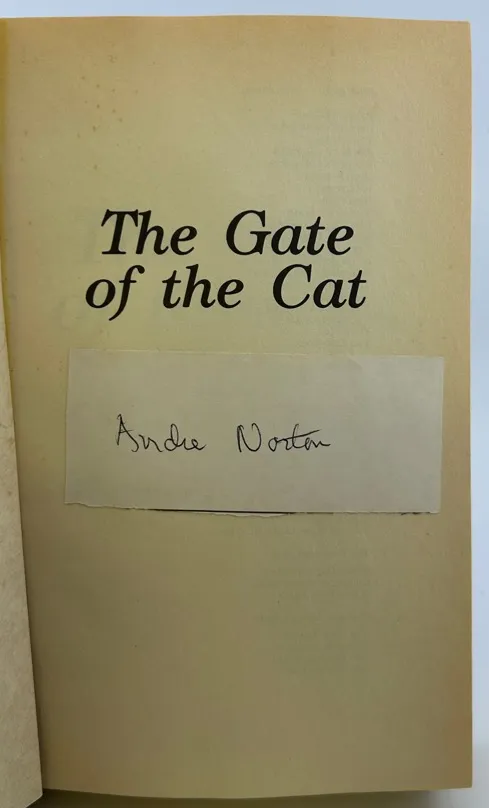 The Gate
of the Cat
Andre Norton